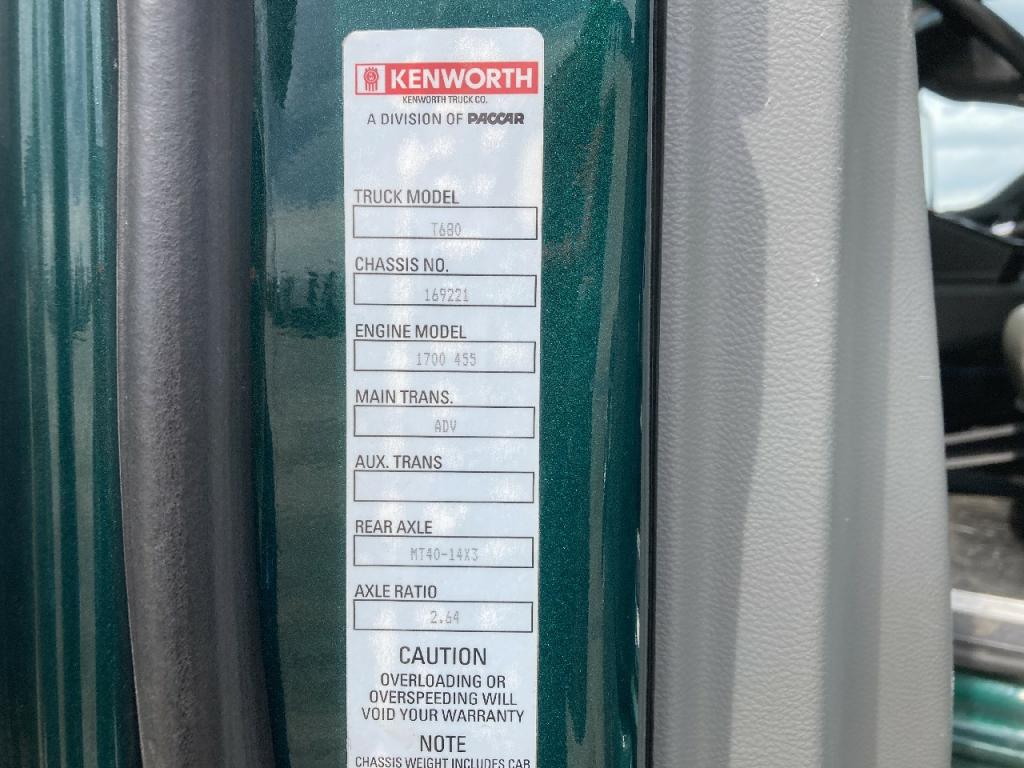 KENWORTH
KENWORTH TRUCK CO.
A DIVISION OF PACCAR
TRUCK MODEL
T680
CHASSIS NO.
169221
ENGINE MODEL
1700 455
MAIN TRANS.
ADV
AUX. TRANS
REAR AXLE
MT40-14X3
AXLE RATIO
2.64
CAUTION
OVERLOADING OR
OVERSPEEDING WILL
VOID YOUR WARRANTY
NOTE
CHASSIS WEIGHT INCLUDES CAB